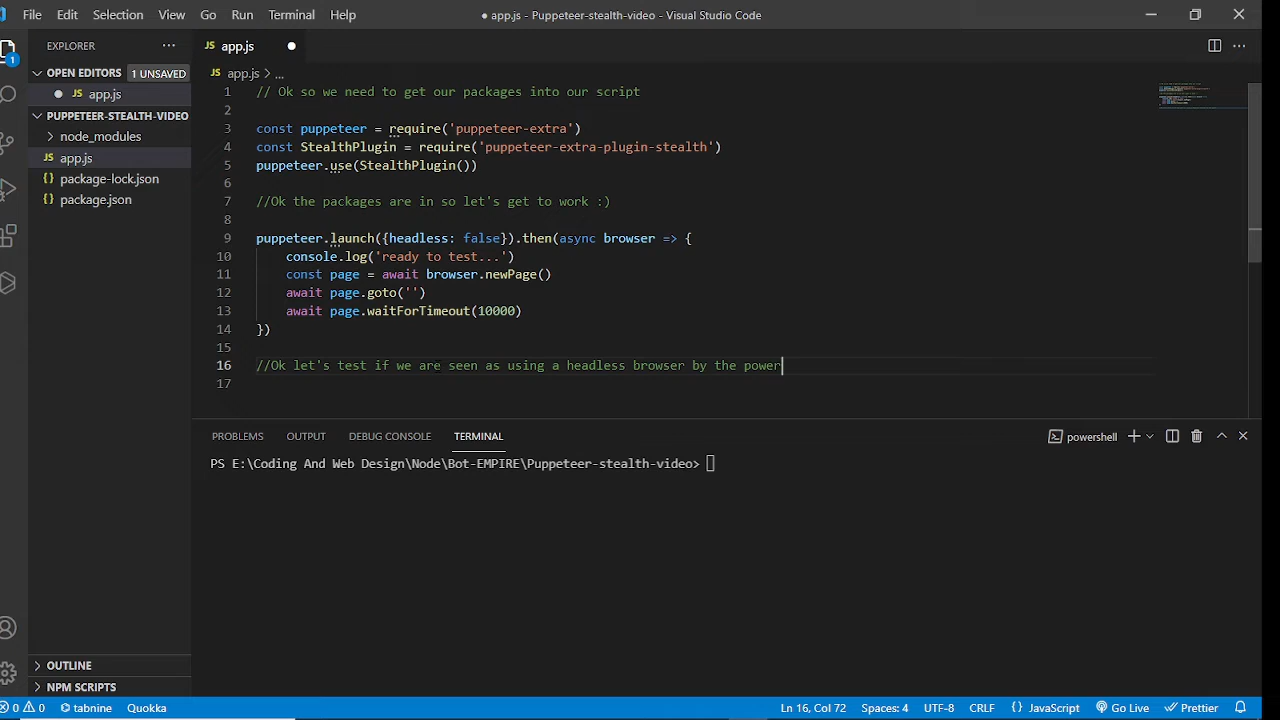 File Edit Selection View Go Run Terminal Help
● app.js - Puppeteer-stealth-video - Visual Studio Code
EXPLORER
OPEN EDITORS 1 UNSAVED
JS app.js
PUPPETEER-STEALTH-VIDEO
node_modules
JS app.js
{} package-lock.json
{} package.json
OUTLINE
NPM SCRIPTS
1
JS app.js
JS app.js > ...
1 // Ok so we need to get our packages into our script
2
3 const puppeteer = require('puppeteer-extra')
4 const StealthPlugin = require('puppeteer-extra-plugin-stealth')
5 puppeteer.use(StealthPlugin())
6
7 //Ok the packages are in so let's get to work :)
8
9 puppeteer.launch({headless: false}).then(async browser => {
10 console.log('ready to test...')
11 const page = await browser.newPage()
12 await page.goto('')
13 await page.waitForTimeout(10000)
14 })
15
16 //Ok let's test if we are seen as using a headless browser by the power
17
PROBLEMS OUTPUT DEBUG CONSOLE TERMINAL
powershell
PS E:\Coding And Web Design\Node\Bot-EMPIRE\Puppeteer-stealth-video>
0 0 tabnine Quokka
Ln 16, Col 72 Spaces: 4 UTF-8 CRLF {} JavaScript Go Live Prettier